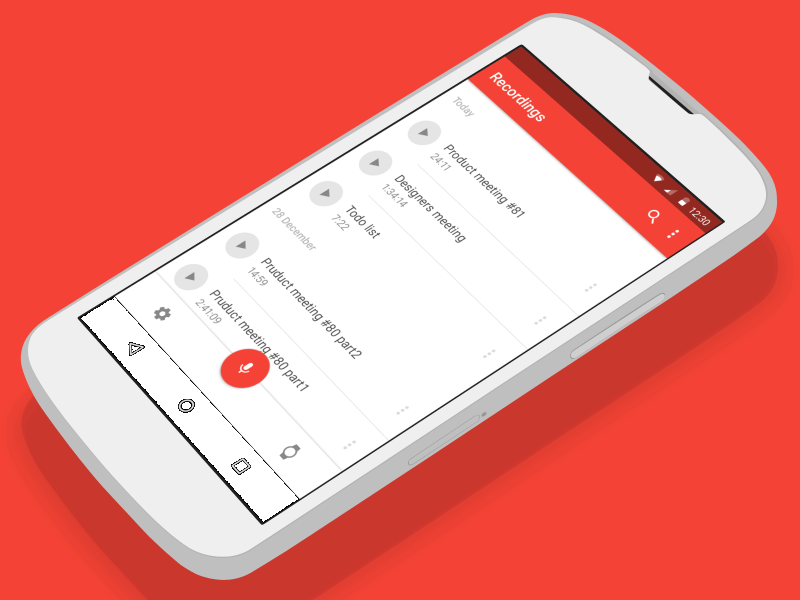 12:30
Recordings
Today
Product meeting #81
24:11
Designers meeting
1:34:14
Todo list
7:22
28 December
Pruduct meeting #80 part2
14:59
Pruduct meeting #80 part1
2:41:09